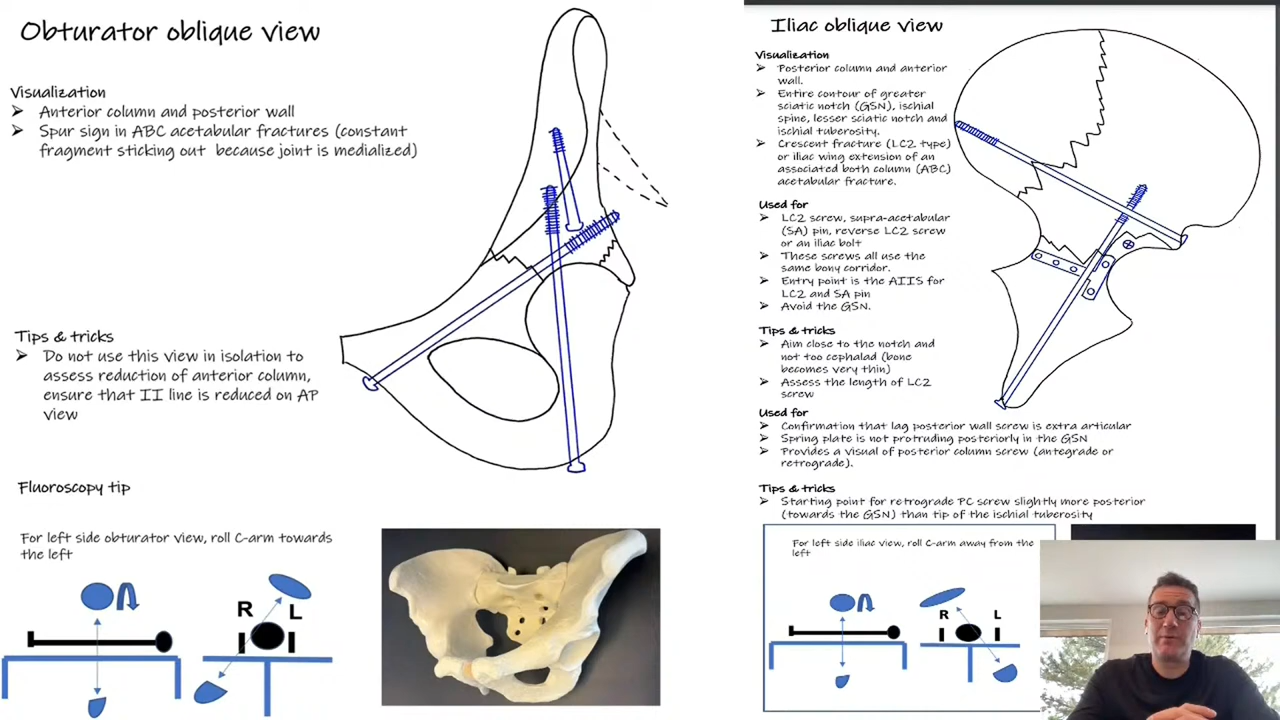 Obturator oblique view
Visualization
➤ Anterior column and posterior wall
➤ Spur sign in ABC acetabular fractures (constant
fragment sticking out because joint is medialized)
Tips & tricks
➤ Do not use this view in isolation to
assess reduction of anterior column,
ensure that II line is reduced on AP
view
Fluoroscopy tip
For left side obturator view, roll C-arm towards
the left
R L
Iliac oblique view
Visualization
➤ Posterior column and anterior
wall.
➤ Entire contour of greater
sciatic notch (GSN), ischial
spine, lesser sciatic notch and
ischial tuberosity.
➤ Crescent fracture (LC2 type)
or iliac wing extension of an
associated both column (ABC)
acetabular fracture.
Used for
➤ LC2 screw, supra-acetabular
(SA) pin, reverse LC2 screw
or an iliac bolt
➤ These screws all use the
same bony corridor.
➤ Entry point is the AIIS for
LC2 and SA pin
➤ Avoid the GSN.
Tips & tricks
➤ Aim close to the notch and
not too cephalad (bone
becomes very thin)
➤ Assess the length of LC2
screw
Used for
➤ Confirmation that lag posterior wall screw is extra articular
➤ Spring plate is not protruding posteriorly in the GSN
➤ Provides a visual of posterior column screw (antegrade or
retrograde).
Tips & tricks
➤ Starting point for retrograde PC screw slightly more posterior
(towards the GSN) than tip of the ischial tuberosity
For left side iliac view, roll C-arm away from the
left
R L